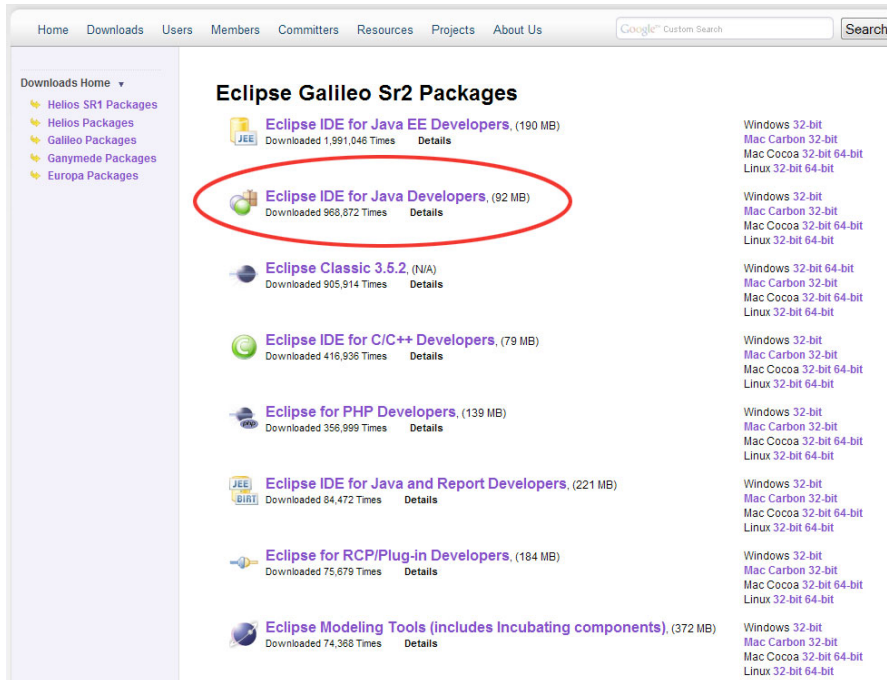 Home Downloads Users Members Committers Resources Projects About Us Google™ Custom Search Search
Downloads Home
Helios SR1 Packages
Helios Packages
Galileo Packages
Ganymede Packages
Europa Packages
Eclipse Galileo Sr2 Packages
JEE
Eclipse IDE for Java EE Developers, (190 MB)
Downloaded 1,991,046 Times Details
Windows 32-bit
Mac Carbon 32-bit
Mac Cocoa 32-bit 64-bit
Linux 32-bit 64-bit
Eclipse IDE for Java Developers, (92 MB)
Downloaded 968,872 Times Details
Windows 32-bit
Mac Carbon 32-bit
Mac Cocoa 32-bit 64-bit
Linux 32-bit 64-bit
Eclipse Classic 3.5.2, (N/A)
Downloaded 905,914 Times Details
Windows 32-bit 64-bit
Mac Carbon 32-bit
Mac Cocoa 32-bit 64-bit
Linux 32-bit 64-bit
Eclipse IDE for C/C++ Developers, (79 MB)
Downloaded 416,936 Times Details
Windows 32-bit
Mac Carbon 32-bit
Mac Cocoa 32-bit 64-bit
Linux 32-bit 64-bit
php
Eclipse for PHP Developers, (139 MB)
Downloaded 356,999 Times Details
Windows 32-bit
Mac Carbon 32-bit
Mac Cocoa 32-bit 64-bit
Linux 32-bit 64-bit
JEE
BIRT
Eclipse IDE for Java and Report Developers, (221 MB)
Downloaded 84,472 Times Details
Windows 32-bit
Mac Carbon 32-bit
Mac Cocoa 32-bit 64-bit
Linux 32-bit 64-bit
Eclipse for RCP/Plug-in Developers, (184 MB)
Downloaded 75,679 Times Details
Windows 32-bit
Mac Carbon 32-bit
Mac Cocoa 32-bit 64-bit
Linux 32-bit 64-bit
Eclipse Modeling Tools (includes Incubating components), (372 MB)
Downloaded 74,368 Times Details
Windows 32-bit
Mac Carbon 32-bit
Mac Cocoa 32-bit 64-bit
Linux 32-bit 64-bit